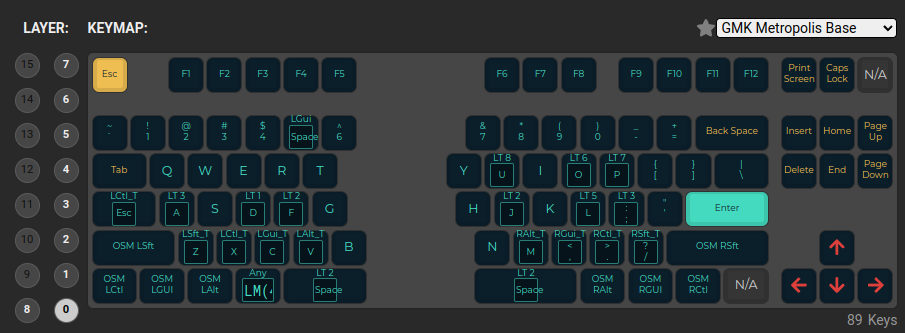 LAYER: KEYMAP: GMK Metropolis Base
15 7 Esc F1 F2 F3 F4 F5 F6 F7 F8 F9 F10 F11 F12 Print Screen Caps Lock N/A
14 6
13 5 ~ ` ! 1 @ 2 # 3 $ 4 LGui Space ^ 6 & 7 * 8 ( 9 ) 0 _ - + = Back Space Insert Home Page Up
12 4 Tab Q W E R T Y LT 8 U I LT 6 O LT 7 P { [ } ] | \ Delete End Page Down
11 3 LCtl_T Esc LT 3 A S LT 1 D LT 2 F G H LT 2 J K LT 5 L LT 3 : ; " ' Enter
10 2 OSM LSft LSft_T Z LCtl_T X LGui_T C LAlt_T V B N RAlt_T M RGui_T < , RCtl_T > . RSft_T ? / OSM RSft
9 1 OSM LCtl OSM LGUI OSM LAlt Any LM( LT 2 Space LT 2 Space OSM RAlt OSM RGUI OSM RCtl N/A
8 0
89 Keys